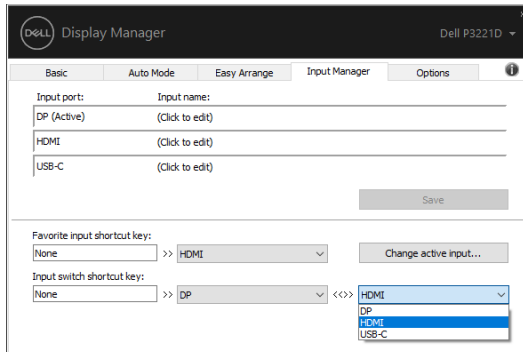 DELL Display Manager Dell P3221D
Basic Auto Mode Easy Arrange Input Manager Options
Input port: Input name:
DP (Active) (Click to edit)
HDMI (Click to edit)
USB-C (Click to edit)
Save
Favorite input shortcut key:
None >> HDMI Change active input...
Input switch shortcut key:
None >> DP <<>> HDMI
DP
HDMI
USB-C